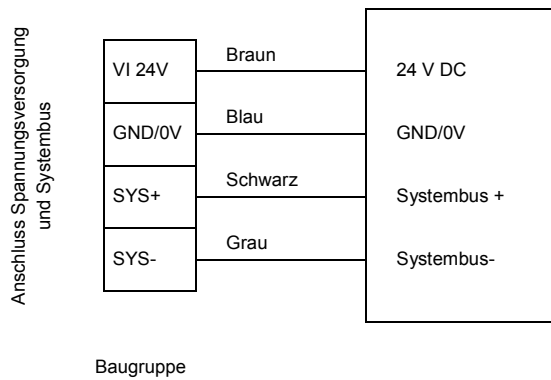 Anschluss Spannungsversorgung
und Systembus
VI 24V
Braun
24 V DC
GND/0V
Blau
GND/0V
SYS+
Schwarz
Systembus +
SYS-
Grau
Systembus-
Baugruppe